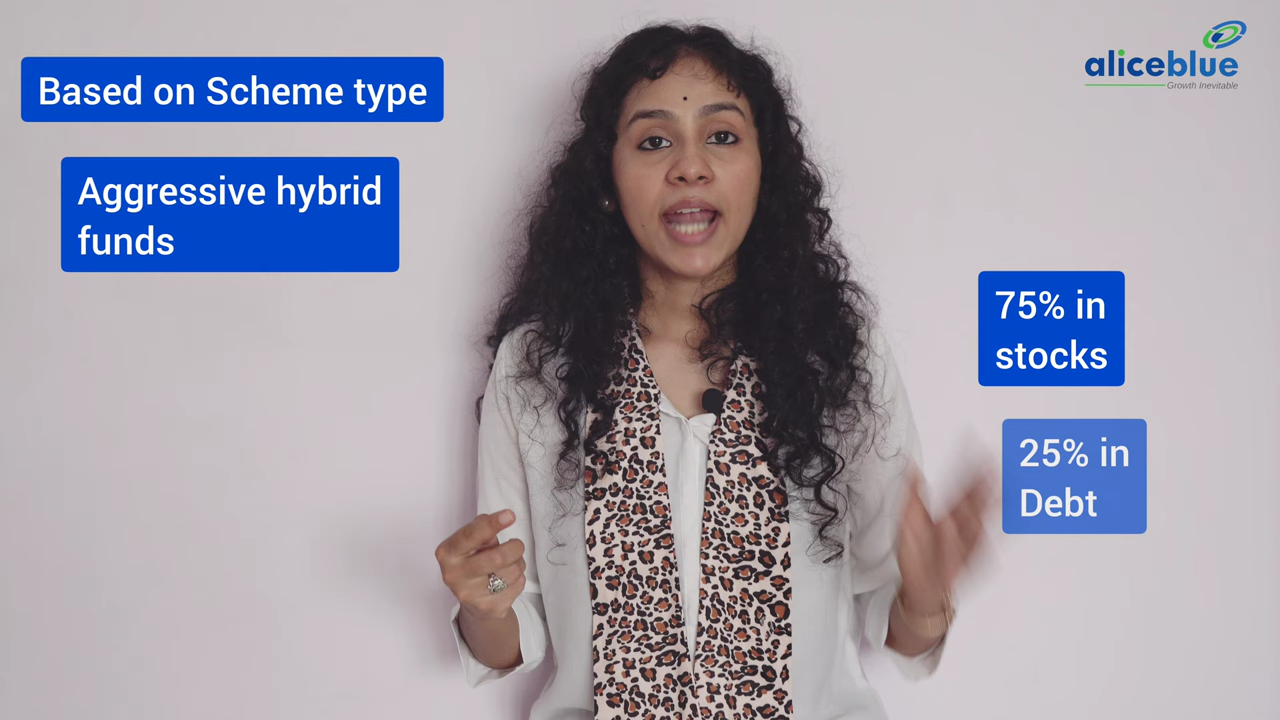 Based on Scheme type
aliceblue
Growth Inevitable
Aggressive hybrid
funds
75% in
stocks
25% in
Debt